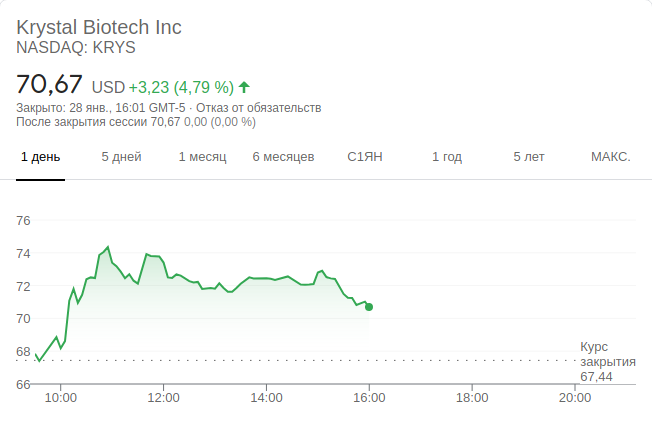 Krystal Biotech Inc
NASDAQ: KRYS
70,67 USD +3,23 (4,79 %)
Закрыто: 28 янв., 16:01 GMT-5 · Отказ от обязательств
После закрытия сессии 70,67 0,00 (0,00 %)
1 день 5 дней 1 месяц 6 месяцев С1ЯН 1 год 5 лет МАКС.
76
74
72
70
68
66
Курс
закрытия
67,44
10:00 12:00 14:00 16:00 18:00 20:00